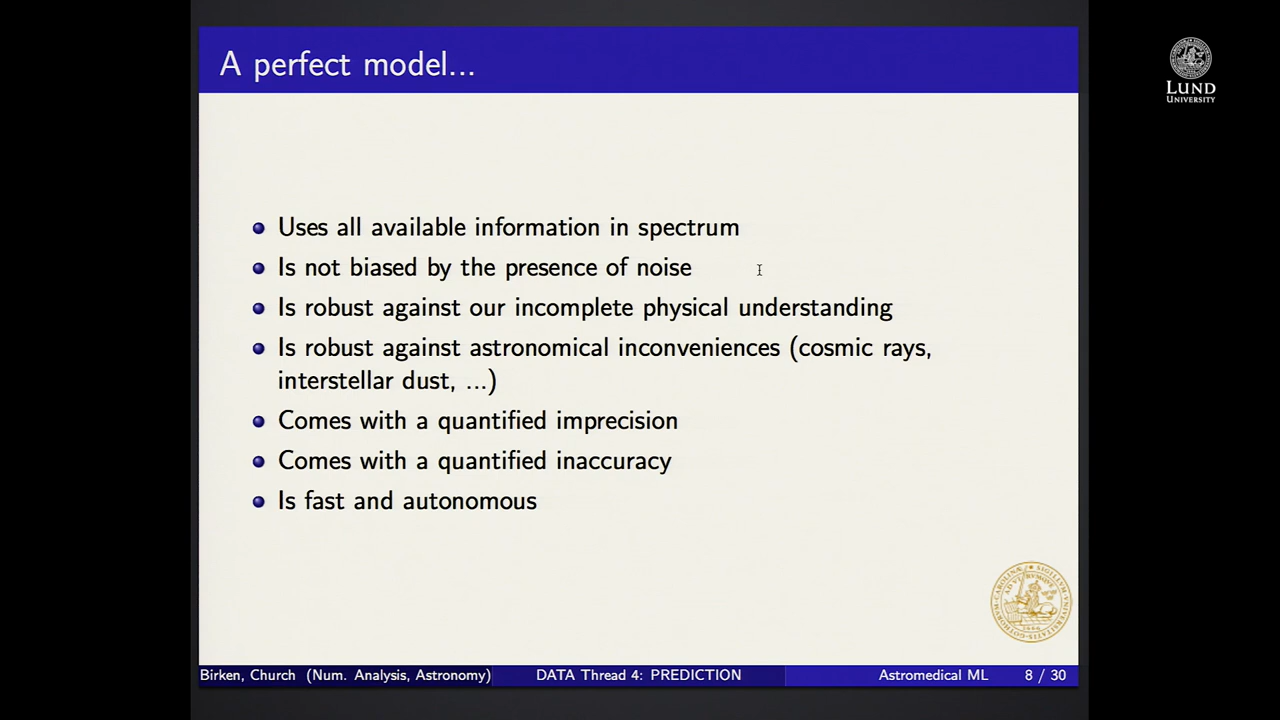 A perfect model...
LUND
UNIVERSITY
Uses all available information in spectrum
Is not biased by the presence of noise
Is robust against our incomplete physical understanding
Is robust against astronomical inconveniences (cosmic rays,
interstellar dust, ...)
Comes with a quantified imprecision
Comes with a quantified inaccuracy
Is fast and autonomous
Birken, Church (Num. Analysis, Astronomy)
DATA Thread 4: PREDICTION
Astromedical ML
8 / 30